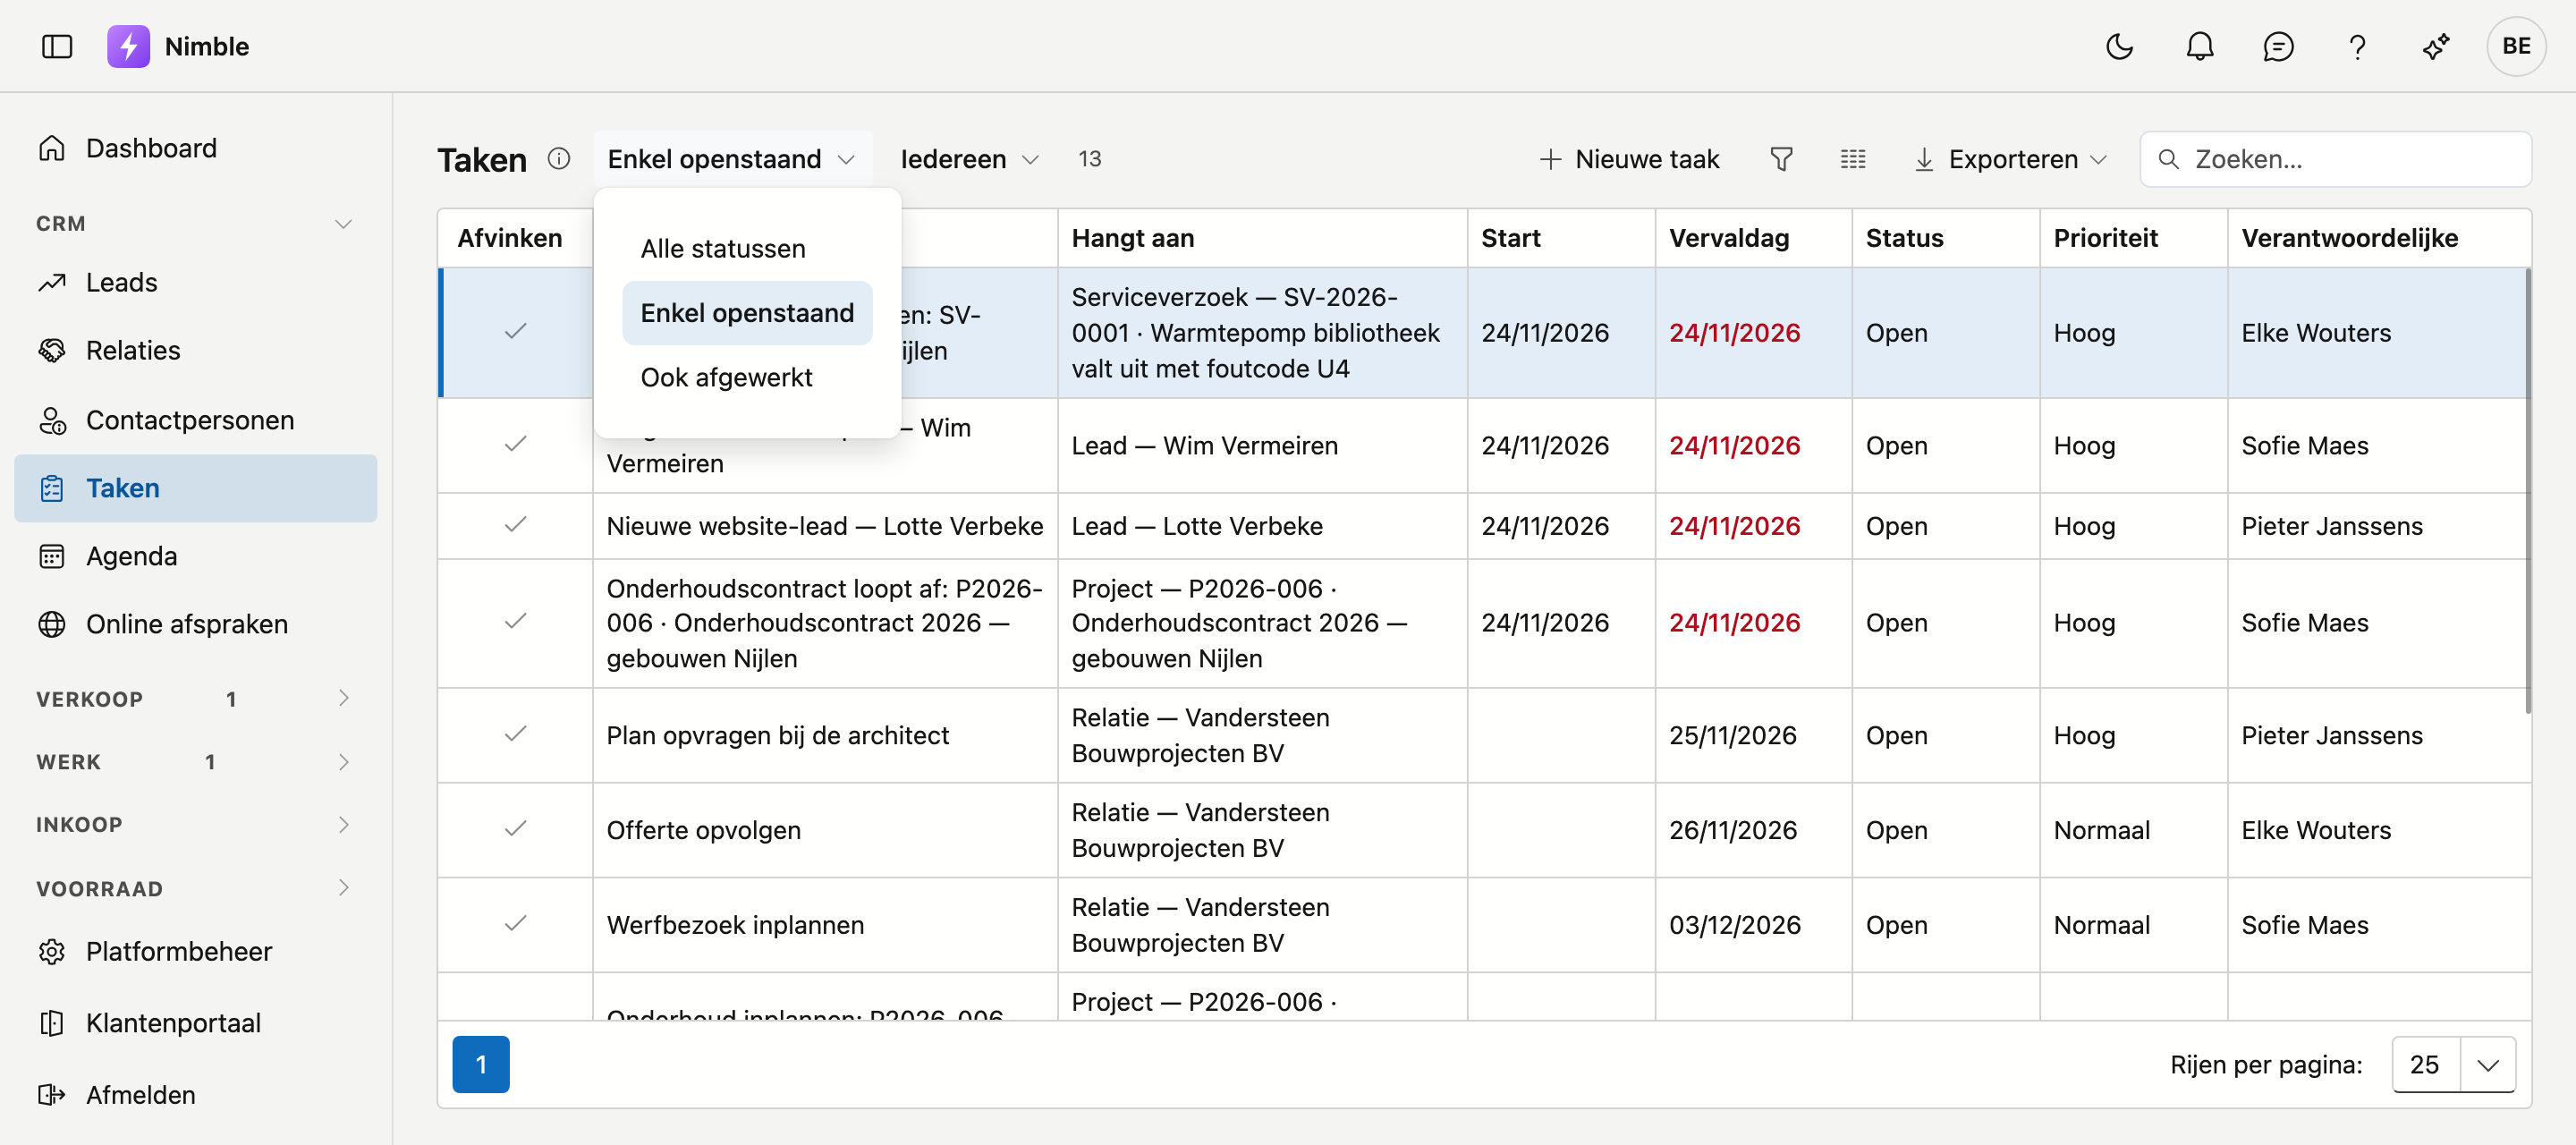 Nimble
BE
Dashboard
CRM
Leads
Relaties
Contactpersonen
Taken
Agenda
Online afspraken
VERKOOP 1
WERK 1
INKOOP
VOORRAAD
Platformbeheer
Klantenportaal
Afmelden
Taken Enkel openstaand Iedereen 13 Nieuwe taak Exporteren Zoeken...
Alle statussen
Enkel openstaand
Ook afgewerkt
Afvinken Hangt aan Start Vervaldag Status Prioriteit Verantwoordelijke
en: SV-
ijlen
Serviceverzoek — SV-2026-
0001 · Warmtepomp bibliotheek
valt uit met foutcode U4
24/11/2026 24/11/2026 Open Hoog Elke Wouters
— Wim
Vermeiren
Lead — Wim Vermeiren 24/11/2026 24/11/2026 Open Hoog Sofie Maes
Nieuwe website-lead — Lotte Verbeke Lead — Lotte Verbeke 24/11/2026 24/11/2026 Open Hoog Pieter Janssens
Onderhoudscontract loopt af: P2026-
006 · Onderhoudscontract 2026 —
gebouwen Nijlen
Project — P2026-006 ·
Onderhoudscontract 2026 —
gebouwen Nijlen
24/11/2026 24/11/2026 Open Hoog Sofie Maes
Plan opvragen bij de architect
Relatie — Vandersteen
Bouwprojecten BV
25/11/2026 Open Hoog Pieter Janssens
Offerte opvolgen
Relatie — Vandersteen
Bouwprojecten BV
26/11/2026 Open Normaal Elke Wouters
Werfbezoek inplannen
Relatie — Vandersteen
Bouwprojecten BV
03/12/2026 Open Normaal Sofie Maes
Onderhoud inplannen: P2026-006
Project — P2026-006 ·
1
Rijen per pagina: 25